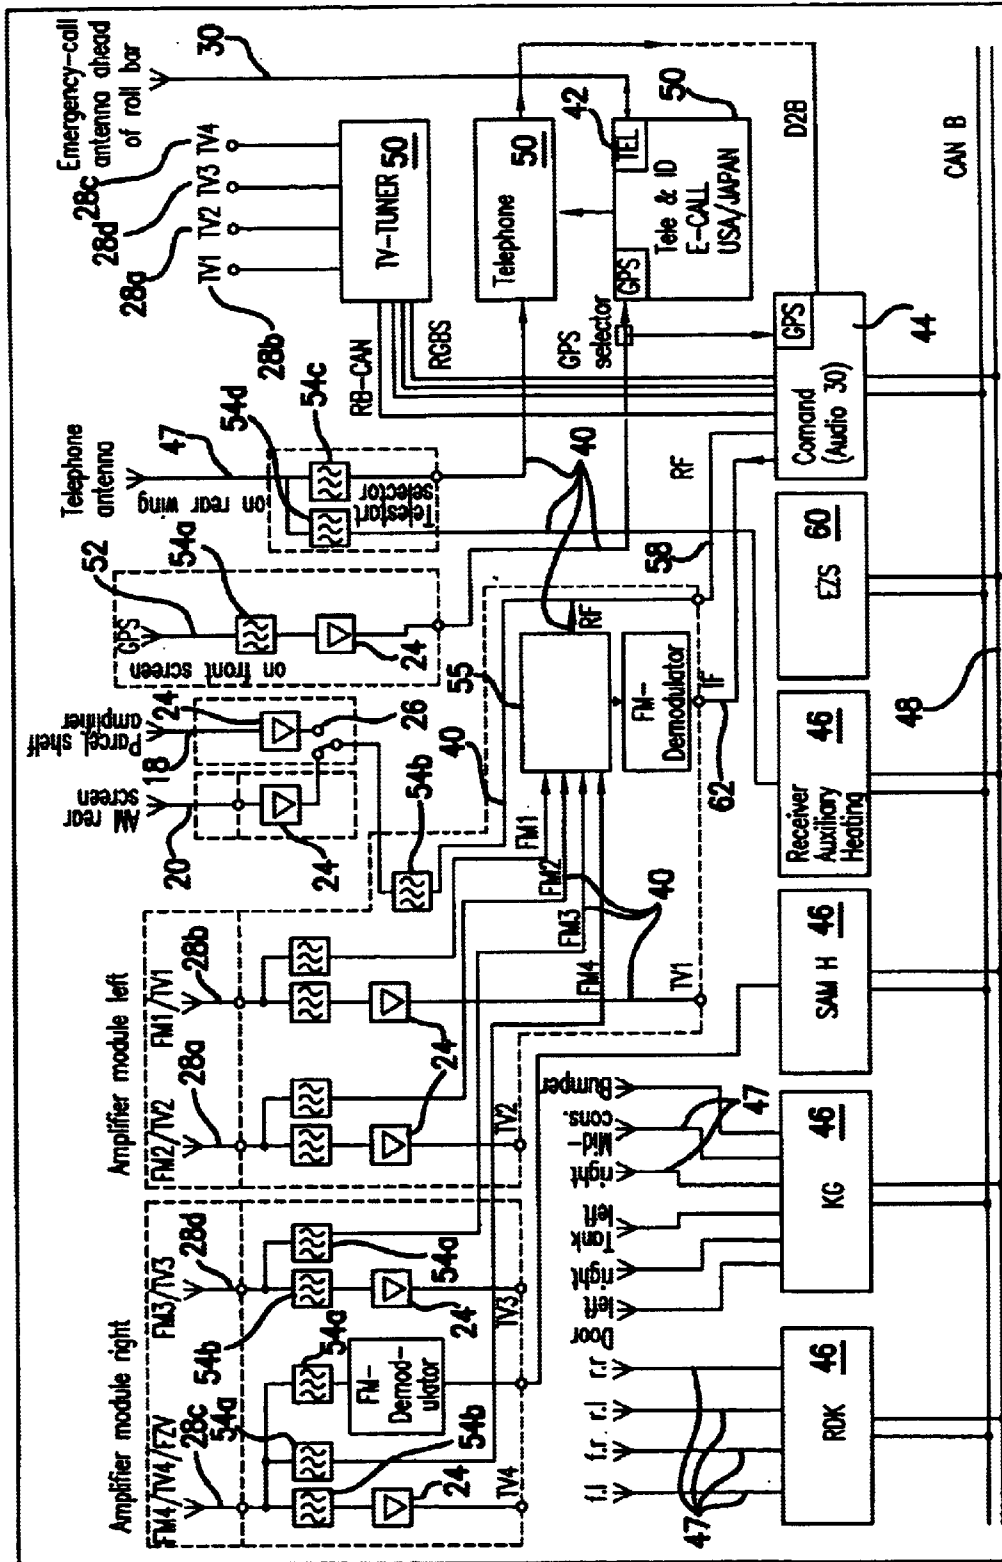 Amplifier module right
FM4/TV4/FZV
28c
54a
54b
54a
FM-
Demod-
ulator
54b
24
TV4
FM3/TV3
28d
54a
24
TV3
Amplifier module left
FM2/TV2
28a
24
TV2
FM1/TV1
28b
24
TV1
AM rear
screen
20
24
Parcel shelf
amplifier
18
24
26
54b
40
GPS
52
54a
24
on front screen
Telephone
antenna
47
on rear wing
54d
54c
Telestart
selector
28b
TV1
28a
TV2
28d
TV3
28c
TV4
Emergency-call
antenna ahead
of roll bar
30
TV-TUNER
50
RB-CAN
RGBS
Telephone
50
42
TEL
50
Tele & ID
E-CALL
USA/JAPAN
GPS
GPS
selector
D2B
CAN B
FM1
FM2
FM3
FM4
40
55
RF
FM-
Demodulator
IF
62
40
58
RF
GPS
44
Comand
(Audio 30)
EZS
60
Receiver
Auxiliary
Heating
46
SAM H
46
KG
46
RDK
46
48
f.l
f.r
r.l
r.r
47
Door
left
right
Tank
left
right
Mid-
cons.
Bumper
47